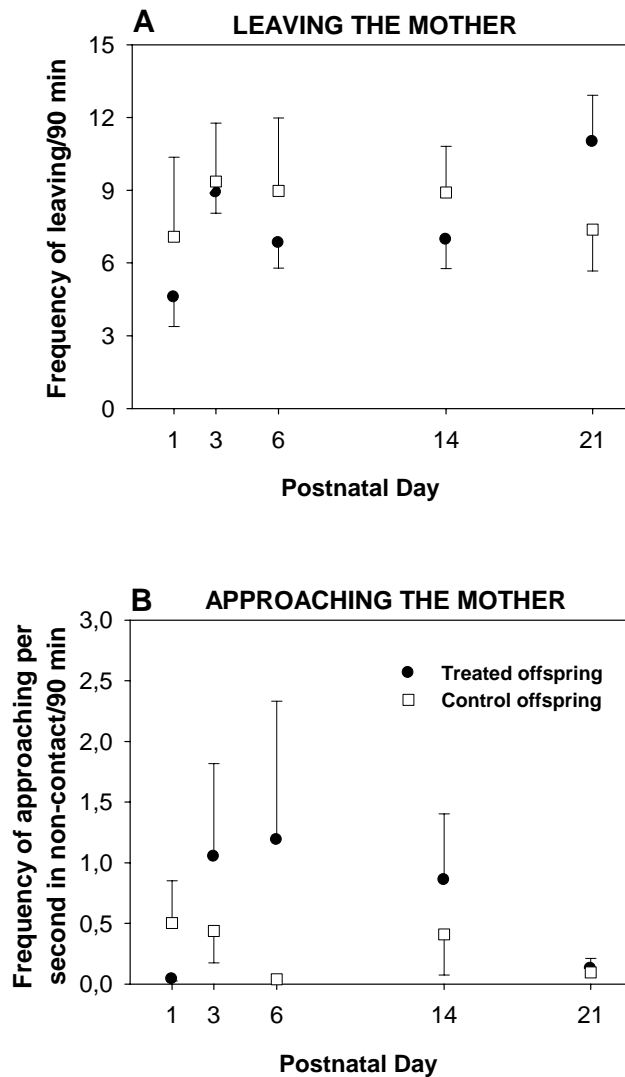 A LEAVING THE MOTHER
Frequency of leaving/90 min
15
12
9
6
3
0
1 3 6 14 21
Postnatal Day
B APPROACHING THE MOTHER
Frequency of approaching per
second in non-contact/90 min
3,0
2,5
2,0
1,5
1,0
0,5
0,0
Treated offspring
Control offspring
1 3 6 14 21
Postnatal Day